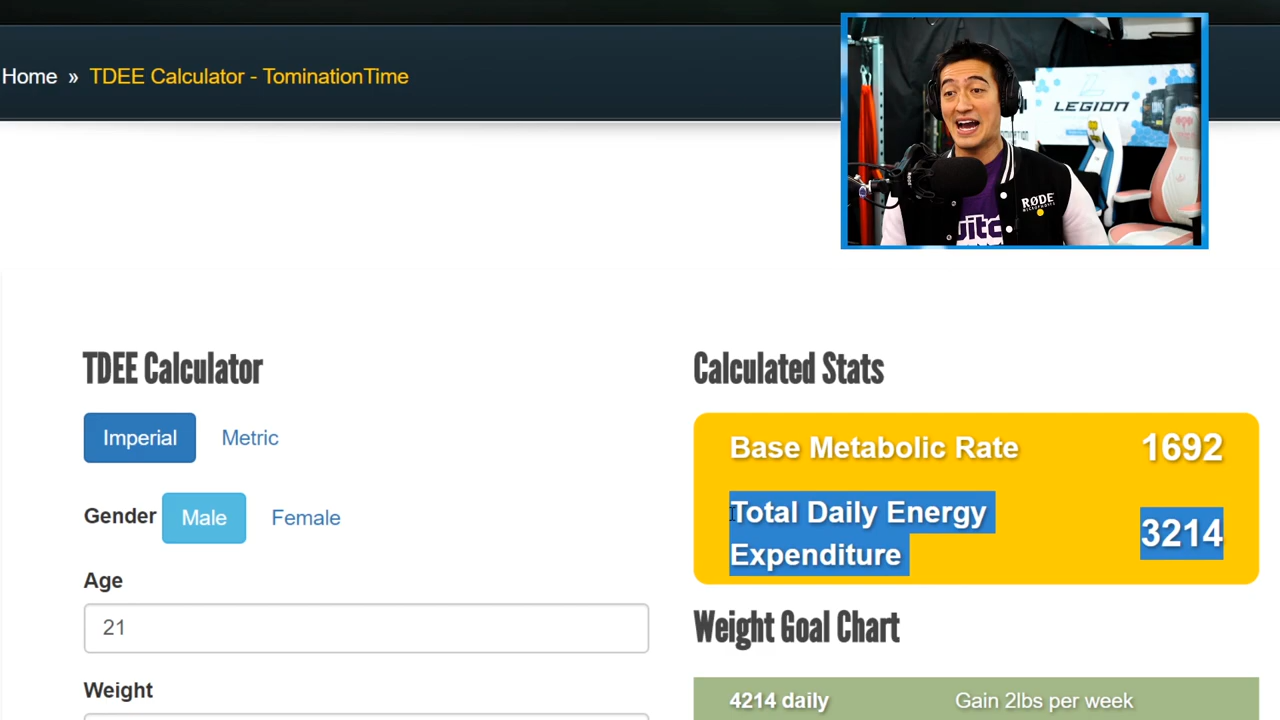 Home » TDEE Calculator - TominationTime
LEGION
RØDE
TDEE Calculator
Imperial Metric
Gender Male Female
Age
21
Weight
Calculated Stats
Base Metabolic Rate 1692
Total Daily Energy
Expenditure
3214
Weight Goal Chart
4214 daily Gain 2lbs per week